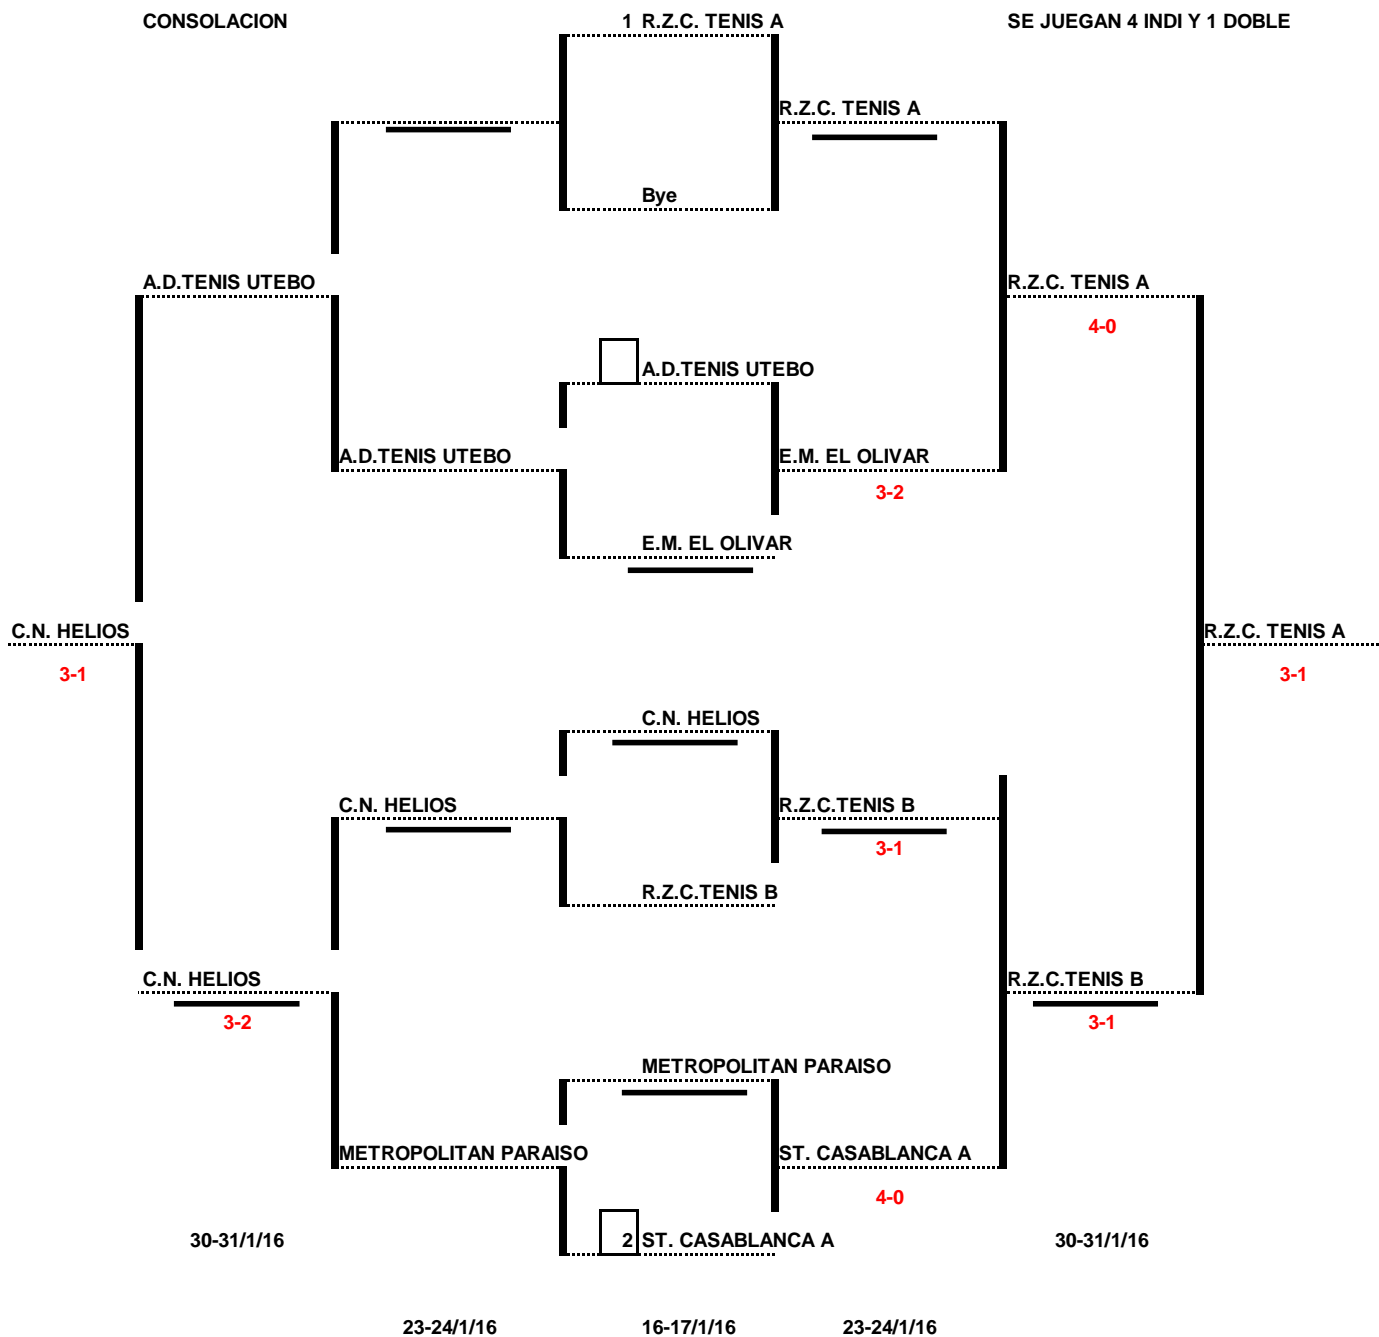 CONSOLACION
1 R.Z.C. TENIS A
SE JUEGAN 4 INDI Y 1 DOBLE
R.Z.C. TENIS A
Bye
A.D.TENIS UTEBO
R.Z.C. TENIS A
4-0
A.D.TENIS UTEBO
A.D.TENIS UTEBO
E.M. EL OLIVAR
3-2
E.M. EL OLIVAR
C.N. HELIOS
R.Z.C. TENIS A
3-1
3-1
C.N. HELIOS
C.N. HELIOS
R.Z.C.TENIS B
3-1
R.Z.C.TENIS B
C.N. HELIOS
R.Z.C.TENIS B
3-2
3-1
METROPOLITAN PARAISO
METROPOLITAN PARAISO
ST. CASABLANCA A
4-0
30-31/1/16
2 ST. CASABLANCA A
30-31/1/16
23-24/1/16
16-17/1/16
23-24/1/16